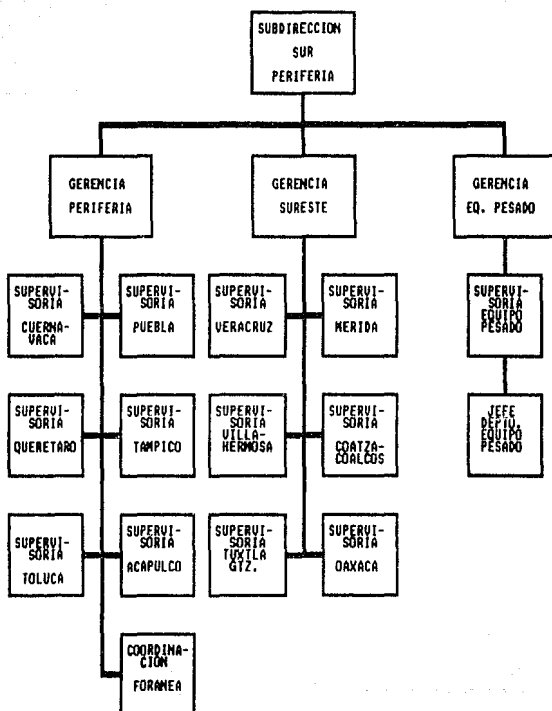 SUBDIRECCION
SUR
PERIFERIA
GERENCIA
PERIFERIA
GERENCIA
SURESTE
GERENCIA
EQ. PESADO
SUPERVI-
SORIA
CUERNA-
VACA
SUPERVI-
SORIA
PUEBLA
SUPERVI-
SORIA
VERACRUZ
SUPERVI-
SORIA
MERIDA
SUPERVI-
SORIA
EQUIPO
PESADO
SUPERVI-
SORIA
QUERETARO
SUPERVI-
SORIA
TAMPICO
SUPERVI-
SORIA
VILLA-
HERMOSA
SUPERVI-
SORIA
COATZA-
COALCOS
JEFE
DEPTO.
EQUIPO
PESADO
SUPERVI-
SORIA
TOLUCA
SUPERVI-
SORIA
ACAPULCO
SUPERVI-
SORIA
TUXTLA
GTZ.
SUPERVI-
SORIA
OAXACA
COORDINA-
CION
FORANEA